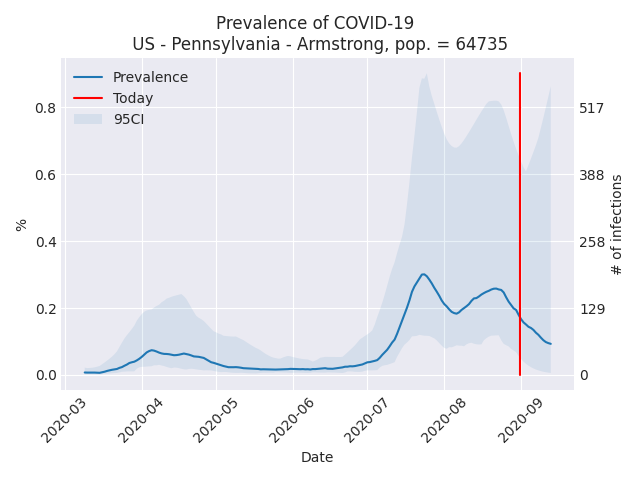 Prevalence of COVID-19
US - Pennsylvania - Armstrong, pop. = 64735
Prevalence
Today
95CI
0.8
0.6
0.4
0.2
0.0
%
517
388
258
129
0
# of infections
2020-03
2020-04
2020-05
2020-06
2020-07
2020-08
2020-09
Date